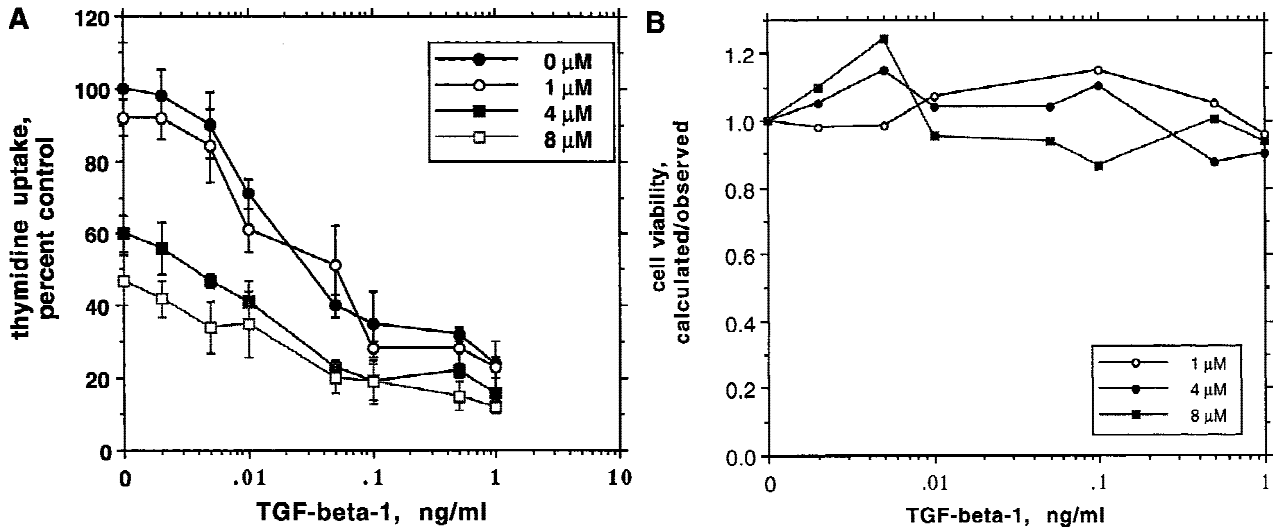 A
120
100
80
60
40
20
0
thymidine uptake,
percent control
0 µM
1 µM
4 µM
8 µM
0 .01 .1 1 10
TGF-beta-1, ng/ml
B
1.2
1.0
0.8
0.6
0.4
0.2
0.0
cell viability,
calculated/observed
1 µM
4 µM
8 µM
0 .01 .1 1
TGF-beta-1, ng/ml